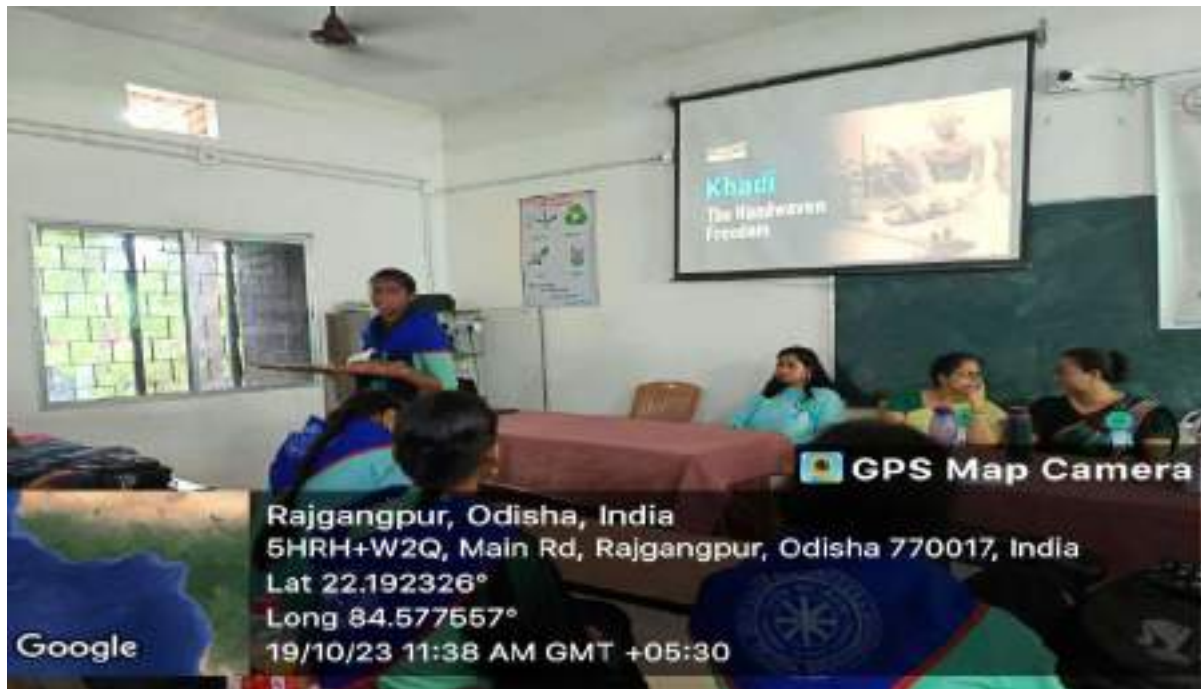 Khadi
The Handwoven
Freedom
GPS Map Camera
Rajgangpur, Odisha, India
5HRH+W2Q, Main Rd, Rajgangpur, Odisha 770017, India
Lat 22.192326°
Long 84.577557°
19/10/23 11:38 AM GMT +05:30
Google